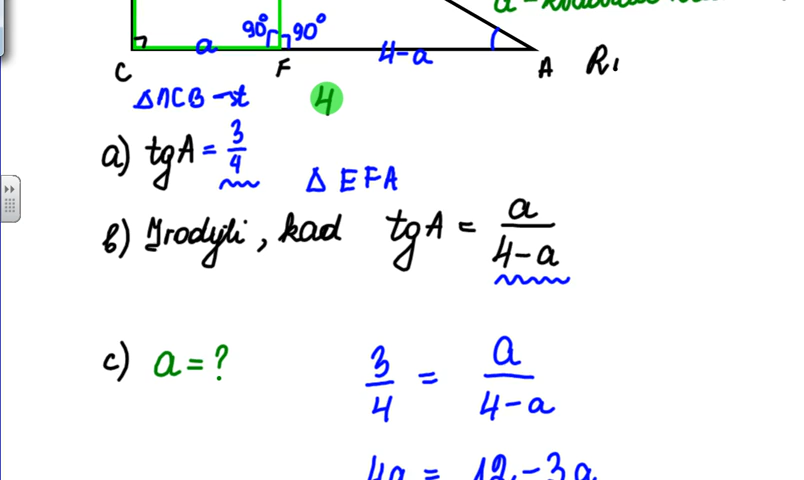 90° 90°
a 4-a
C F A R1
ΔACB-st 4
a) tgA = 3/4
Δ EFA
b) Įrodyti, kad tgA = a/(4-a)
c) a = ? 3/4 = a/(4-a)
4a = 12-3a